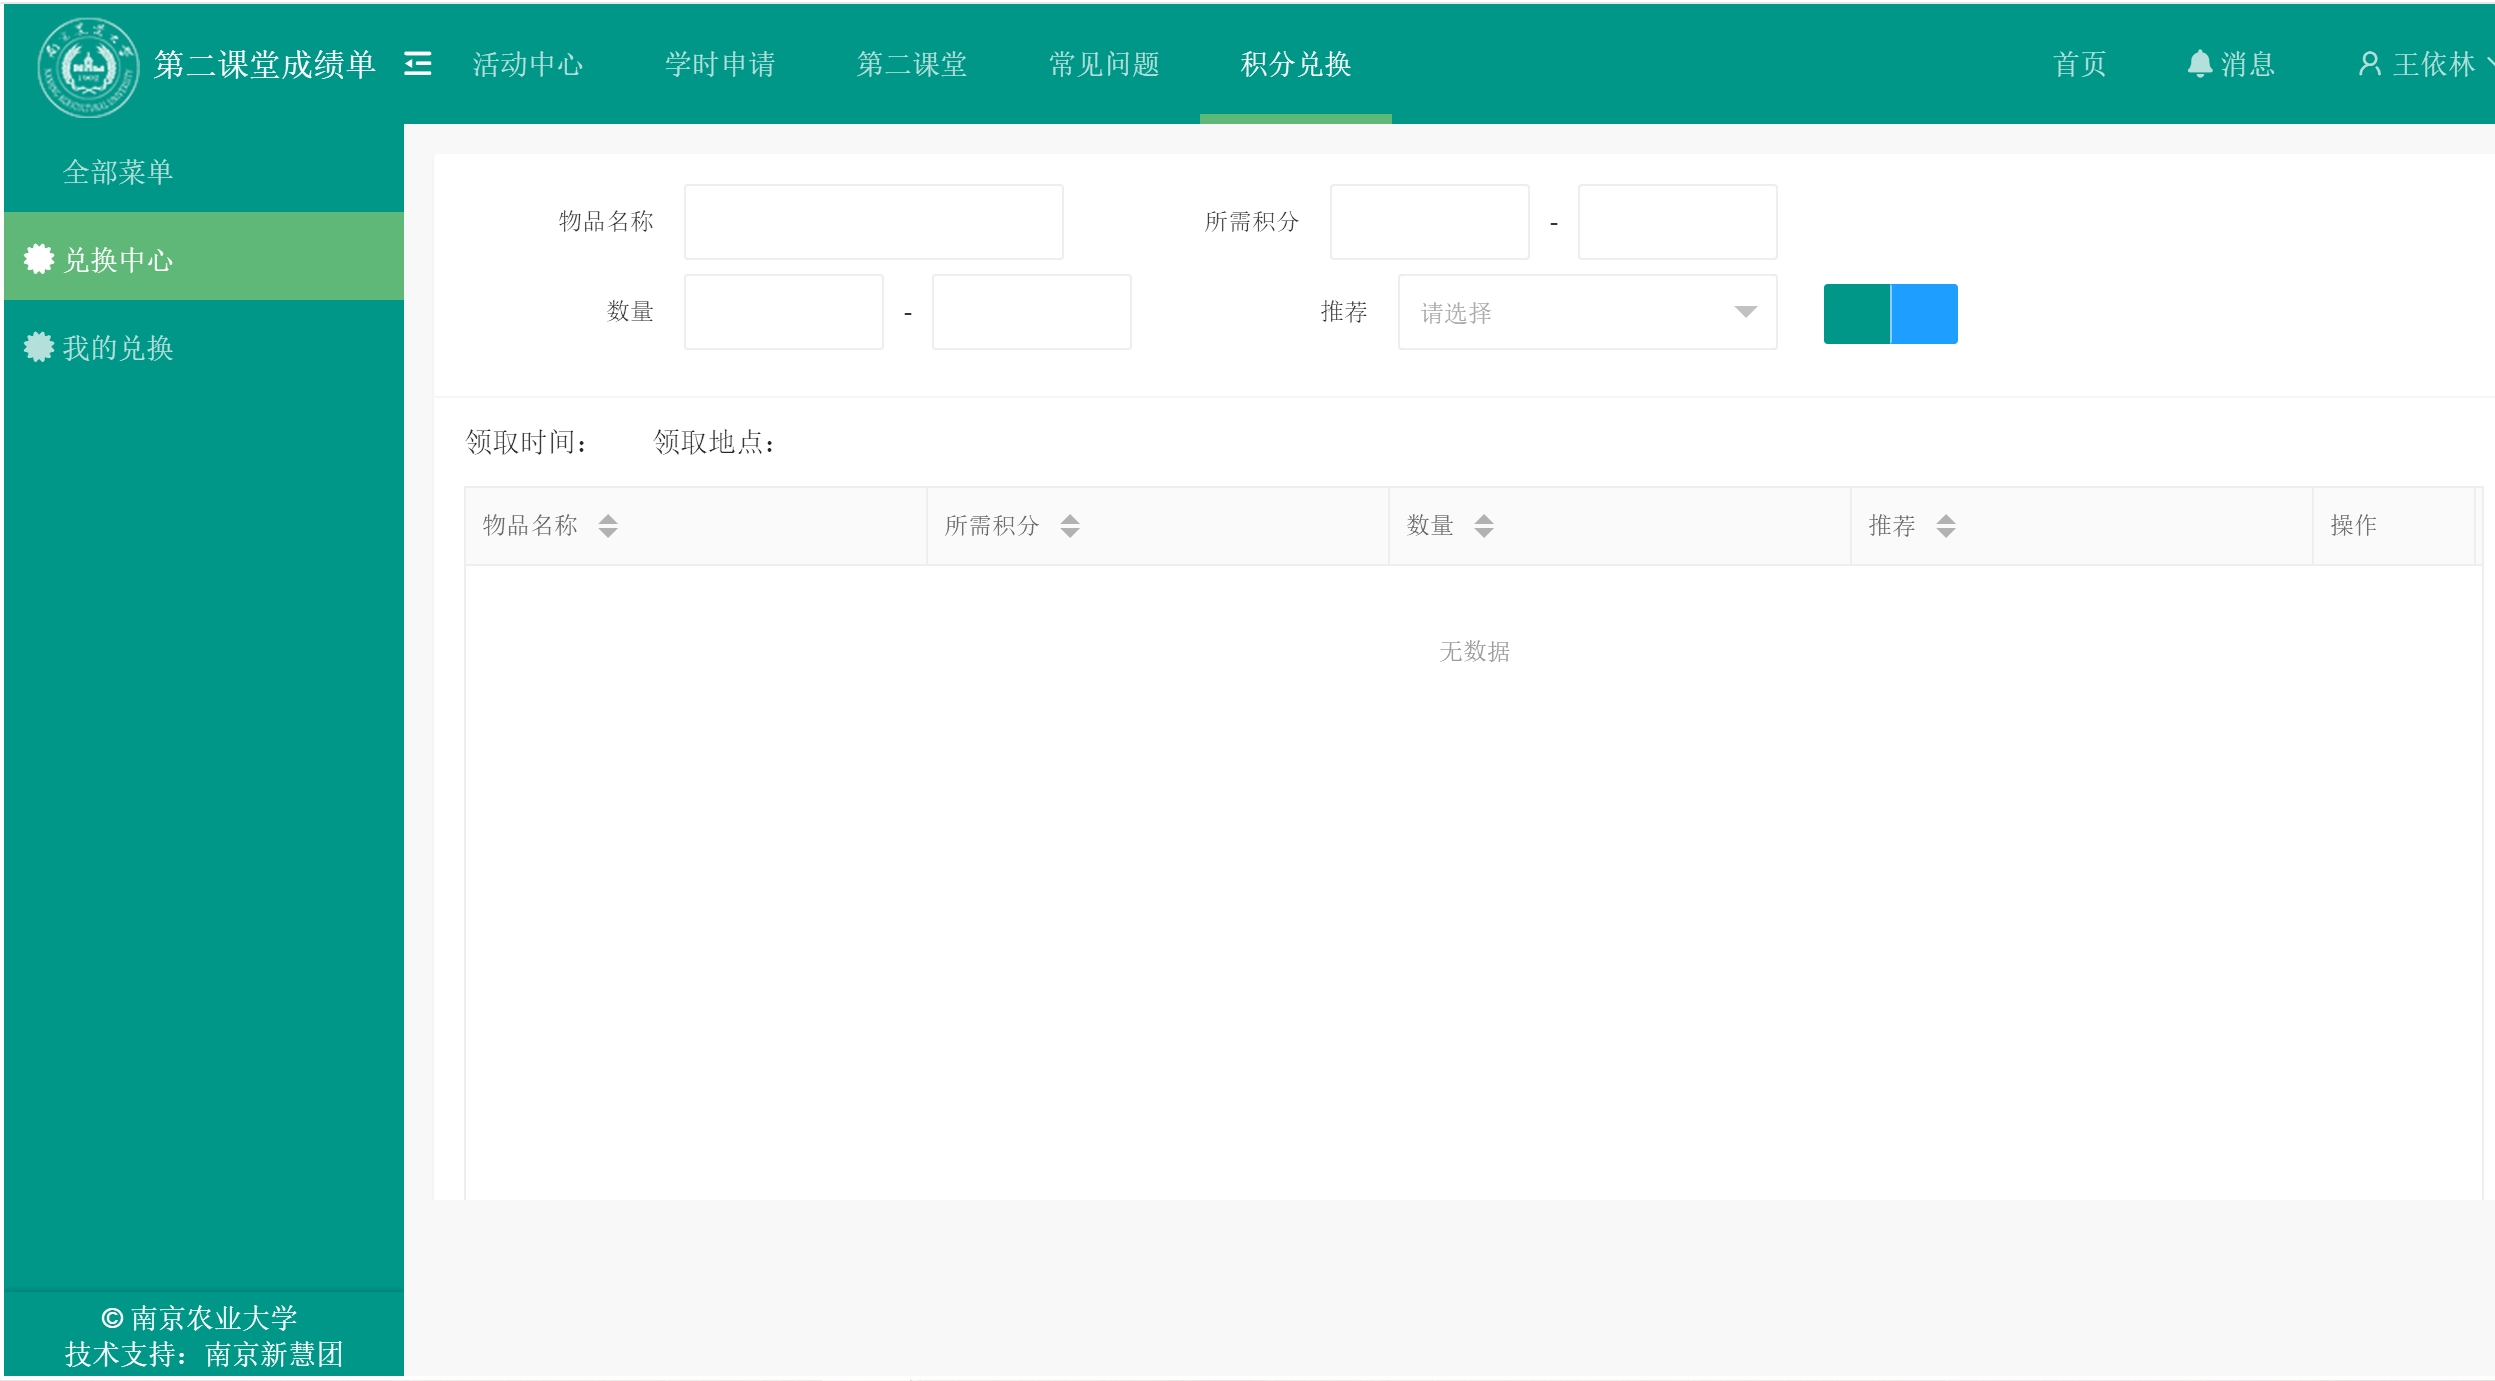 第二课堂成绩单
活动中心 学时申请 第二课堂 常见问题 积分兑换 首页 消息 王依林
全部菜单
兑换中心
我的兑换
物品名称 所需积分 -
数量 - 推荐 请选择
领取时间： 领取地点：
物品名称 所需积分 数量 推荐 操作
无数据
© 南京农业大学
技术支持：南京新慧团